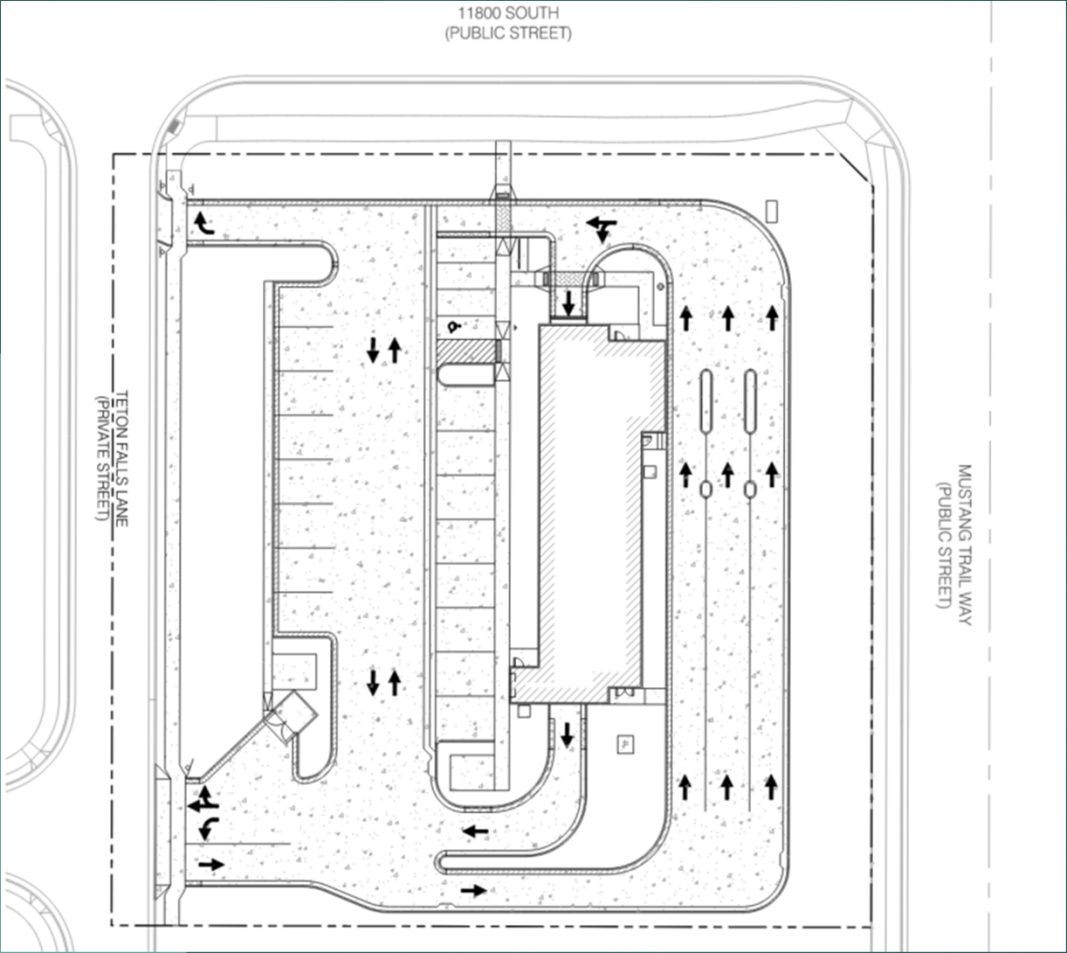 11800 SOUTH
(PUBLIC STREET)
TETON FALLS LANE
(PRIVATE STREET)
MUSTANG TRAIL WAY
(PUBLIC STREET)